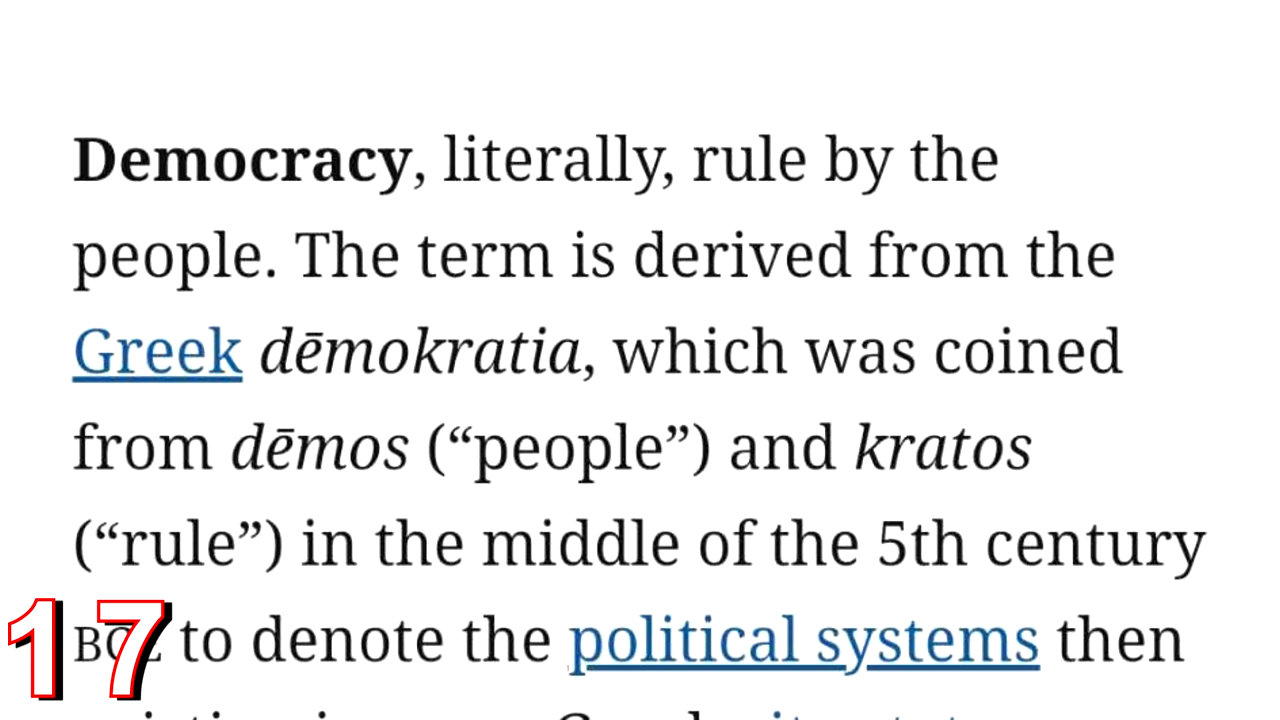 Democracy, literally, rule by the
people. The term is derived from the
Greek dēmokratia, which was coined
from dēmos (“people”) and kratos
(“rule”) in the middle of the 5th century
BCE to denote the political systems then
17